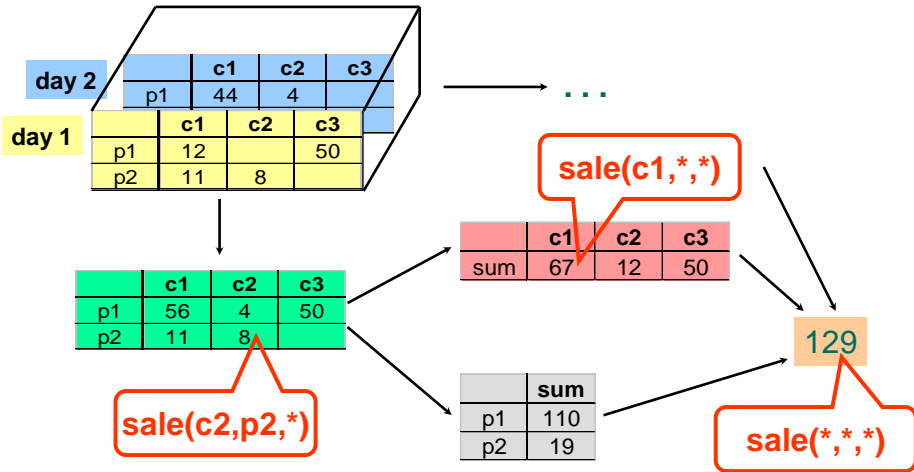 day 2
c1 c2 c3
p1 44 4
. . .
day 1
c1 c2 c3
p1 12 50
p2 11 8
sale(c1,*,*)
c1 c2 c3
sum 67 12 50
c1 c2 c3
p1 56 4 50
p2 11 8
129
sale(c2,p2,*)
sum
p1 110
p2 19
sale(*,*,*)